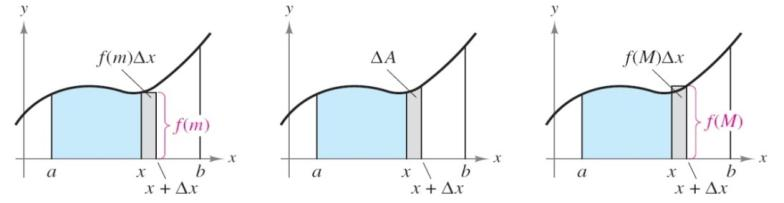 y
f(m)Δx
f(m)
a
x
b
x
x + Δx
y
ΔA
a
x
b
x
x + Δx
y
f(M)Δx
f(M)
a
x
b
x
x + Δx